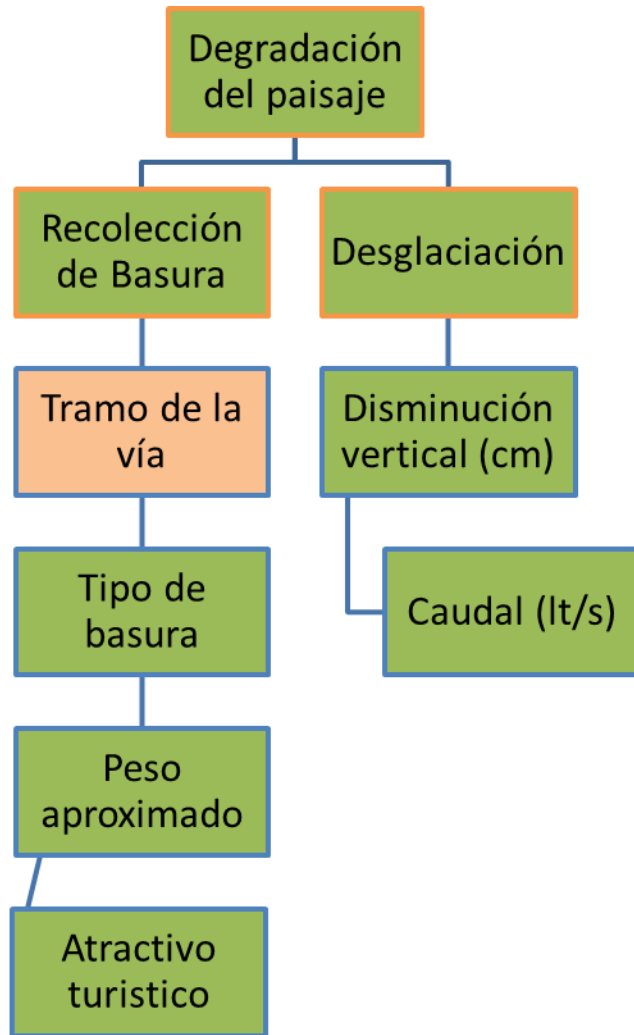 Degradación
del paisaje
Recolección
de Basura
Desglaciación
Tramo de la
vía
Disminución
vertical (cm)
Tipo de
basura
Caudal (lt/s)
Peso
aproximado
Atractivo
turistico